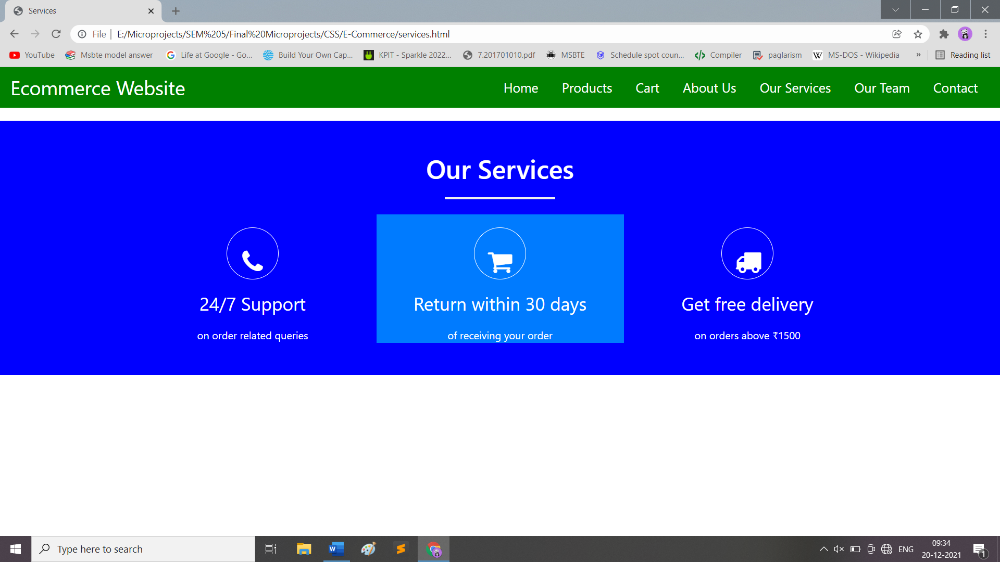 Services
File | E:/Microprojects/SEM%205/Final%20Microprojects/CSS/E-Commerce/services.html
YouTube Msbte model answer Life at Google - Go... Build Your Own Cap... KPIT - Sparkle 2022... 7.201701010.pdf MSBTE Schedule spot coun... Compiler paglarism MS-DOS - Wikipedia » Reading list
Ecommerce Website Home Products Cart About Us Our Services Our Team Contact
Our Services
24/7 Support Return within 30 days Get free delivery
on order related queries of receiving your order on orders above ₹1500
Type here to search ENG 09:34
20-12-2021 1